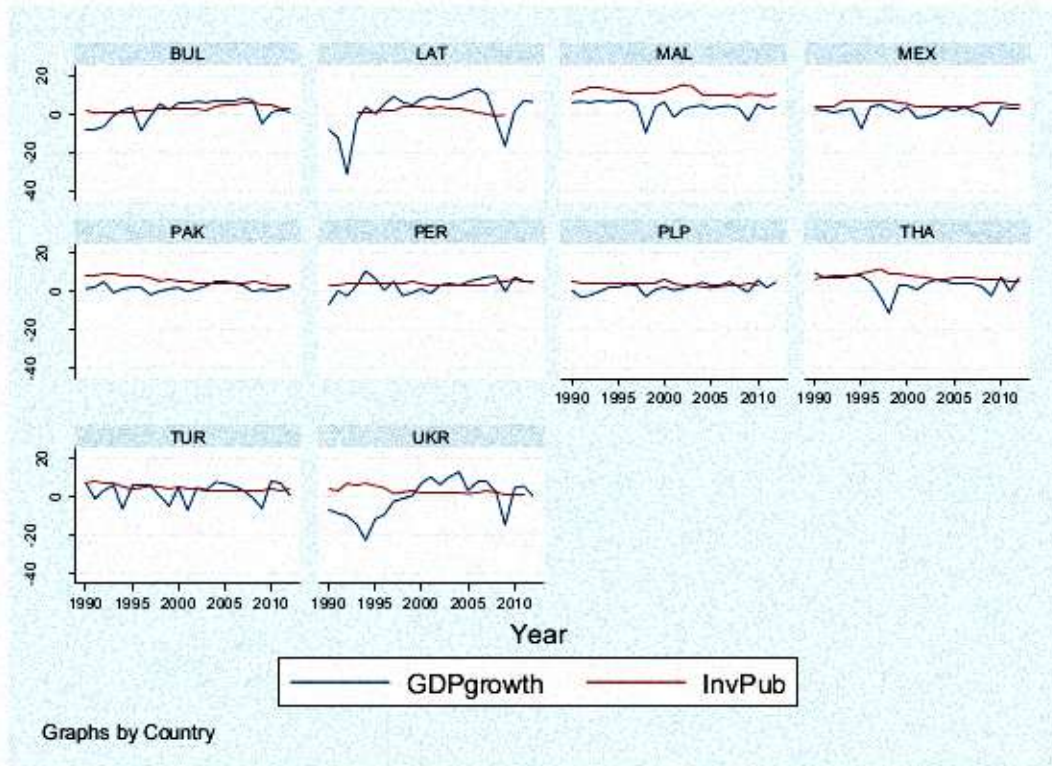 BUL LAT MAL MEX
20
0
-20
-40
PAK PER PLP THA
20
0
-20
-40
1990 1995 2000 2005 2010 1990 1995 2000 2005 2010
TUR UKR
20
0
-20
-40
1990 1995 2000 2005 2010 1990 1995 2000 2005 2010
Year
GDPgrowth InvPub
Graphs by Country